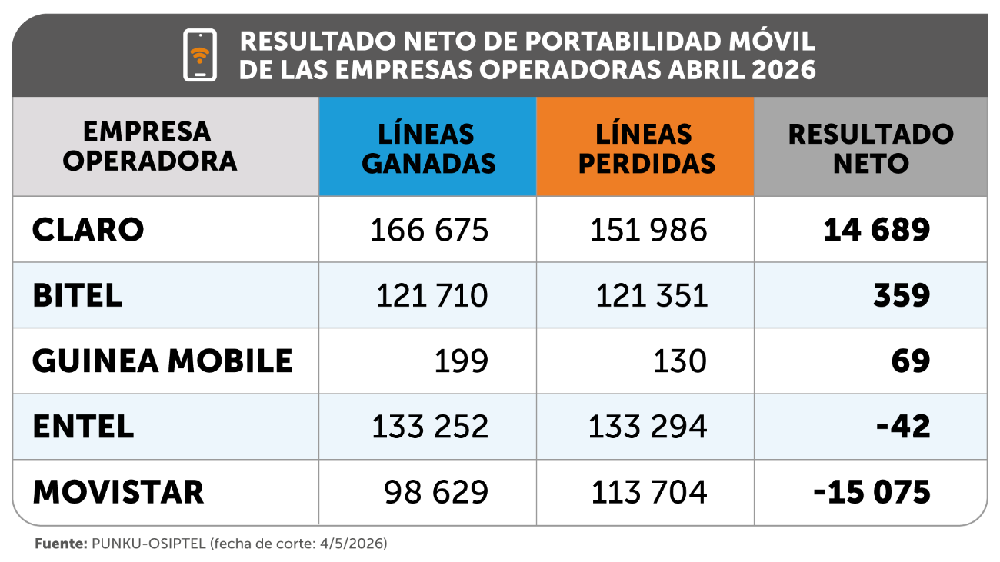 RESULTADO NETO DE PORTABILIDAD MÓVIL
DE LAS EMPRESAS OPERADORAS ABRIL 2026
EMPRESA
OPERADORA
LÍNEAS
GANADAS
LÍNEAS
PERDIDAS
RESULTADO
NETO
CLARO 166 675 151 986 14 689
BITEL 121 710 121 351 359
GUINEA MOBILE 199 130 69
ENTEL 133 252 133 294 -42
MOVISTAR 98 629 113 704 -15 075
Fuente: PUNKU-OSIPTEL (fecha de corte: 4/5/2026)